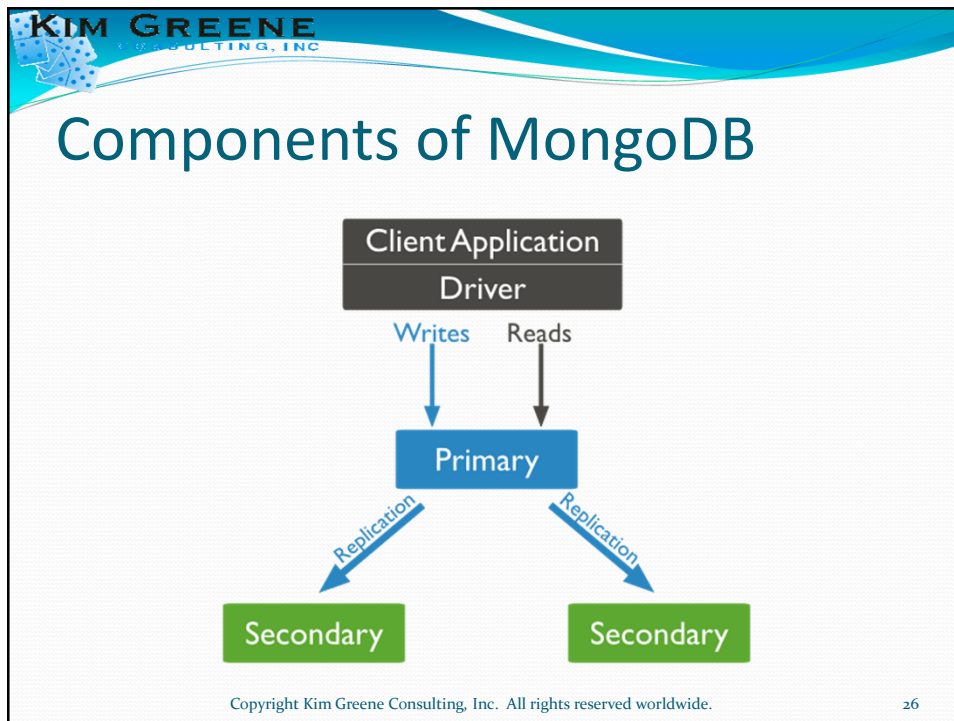 KIM GREENE
CONSULTING, INC
Components of MongoDB
Client Application
Driver
Writes Reads
Primary
Replication Replication
Secondary Secondary
Copyright Kim Greene Consulting, Inc. All rights reserved worldwide. 26